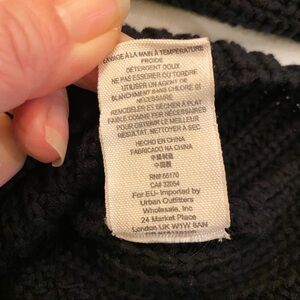 LAVAGE À LA MAIN À TEMPÉRATURE
FROIDE
DÉTERGENT DOUX
NE PAS ESSORER OU TORDRE
UTILISER UN AGENT DE
BLANCHIMENT SANS CHLORE SI
NÉCESSAIRE
REMODELER ET SÉCHER À PLAT
FAIBLE COMME FER NÉCESSAIRES
POUR OBTENIR LE MEILLEUR
RÉSULTAT, NETTOYER À SEC
HECHO EN CHINA
FABRICADO NA CHINA
中國製造
中国制
RN# 66170
CA# 32054
For EU- Imported by
Urban Outfitters
Wholesale, Inc
24 Market Place
London UK W1W 8AN